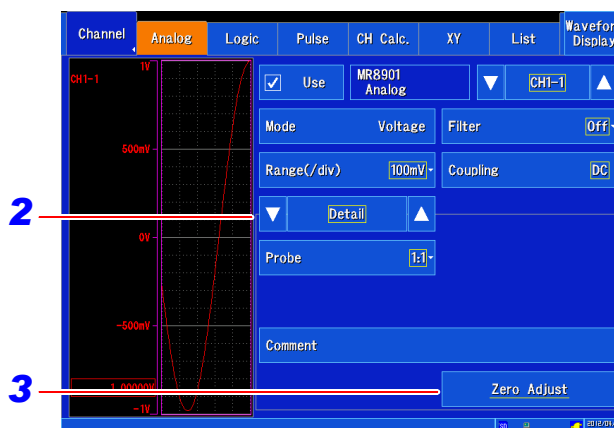 Channel Analog Logic Pulse CH Calc. XY List Wavefor Display
CH1-1
1V
500mV
0V
-500mV
-1V
Use
MR8901 Analog
CH1-1
Mode Voltage
Filter Off
Range(/div) 100mV
Coupling DC
2
Detail
Probe 1:1
Comment
3
Zero Adjust
SD